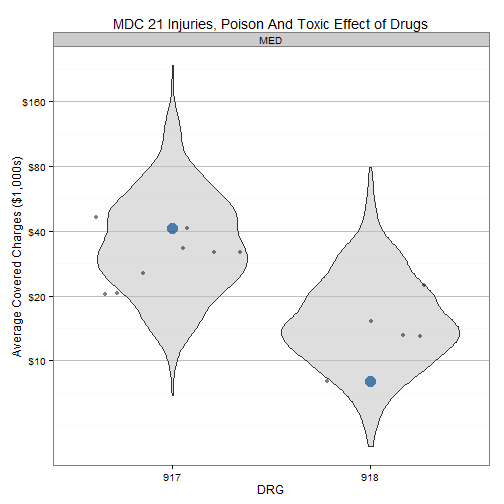 MDC 21 Injuries, Poison And Toxic Effect of Drugs
MED
$160
$80
$40
$20
$10
Average Covered Charges ($1,000s)
917
918
DRG